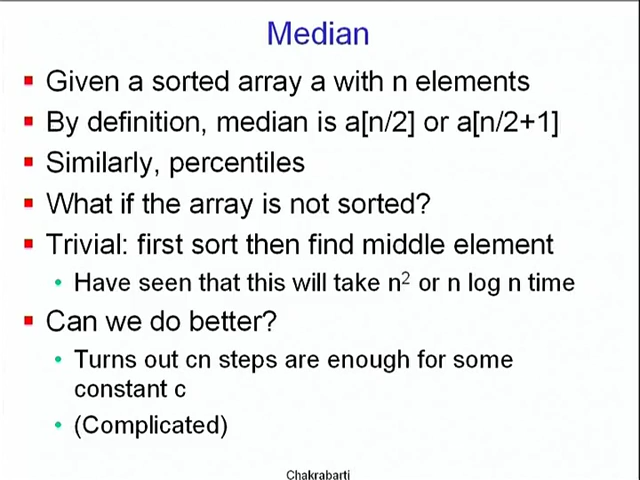 Median
Given a sorted array a with n elements
By definition, median is a[n/2] or a[n/2+1]
Similarly, percentiles
What if the array is not sorted?
Trivial: first sort then find middle element
Have seen that this will take n² or n log n time
Can we do better?
Turns out cn steps are enough for some
constant c
(Complicated)
Chakrabarti